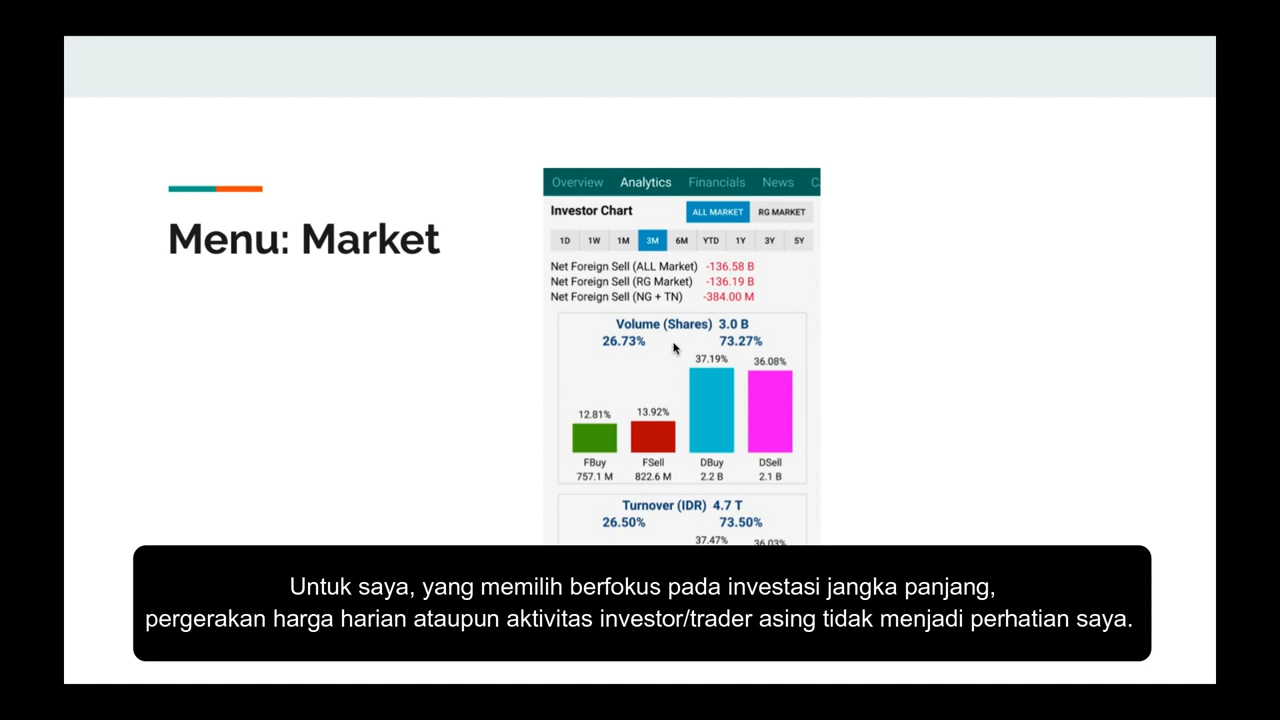 Menu: Market
Overview Analytics Financials News C
Investor Chart ALL MARKET RG MARKET
1D 1W 1M 3M 6M YTD 1Y 3Y 5Y
Net Foreign Sell (ALL Market) -136.58 B
Net Foreign Sell (RG Market) -136.19 B
Net Foreign Sell (NG + TN) -384.00 M
Volume (Shares) 3.0 B
26.73% 73.27%
12.81% 13.92% 37.19% 36.08%
FBuy FSell DBuy DSell
757.1 M 822.6 M 2.2 B 2.1 B
Turnover (IDR) 4.7 T
26.50% 73.50%
37.47% 36.03%
Untuk saya, yang memilih berfokus pada investasi jangka panjang,
pergerakan harga harian ataupun aktivitas investor/trader asing tidak menjadi perhatian saya.